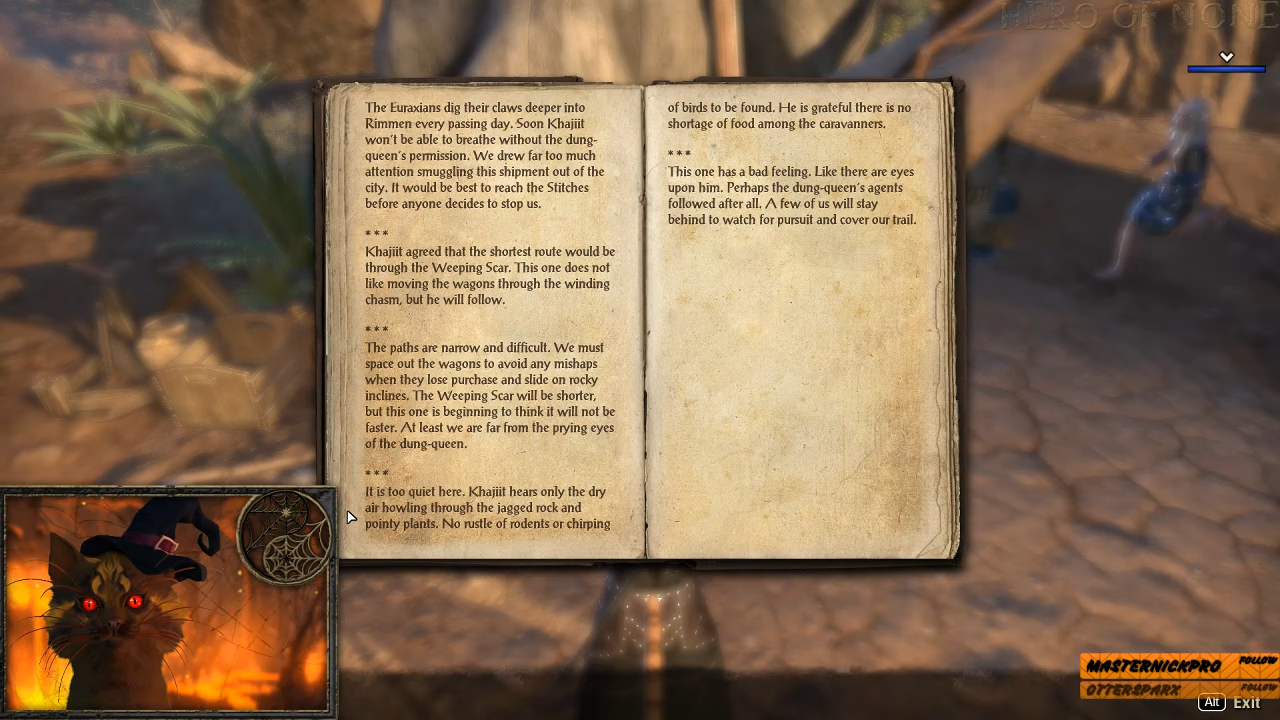 HERO OF NONE
The Euraxians dig their claws deeper into
Rimmen every passing day. Soon Khajiit
won't be able to breathe without the dung-
queen's permission. We drew far too much
attention smuggling this shipment out of the
city. It would be best to reach the Stitches
before anyone decides to stop us.
***
Khajiit agreed that the shortest route would be
through the Weeping Scar. This one does not
like moving the wagons through the winding
chasm, but he will follow.
***
The paths are narrow and difficult. We must
space out the wagons to avoid any mishaps
when they lose purchase and slide on rocky
inclines. The Weeping Scar will be shorter,
but this one is beginning to think it will not be
faster. At least we are far from the prying eyes
of the dung-queen.
***
It is too quiet here. Khajiit hears only the dry
air howling through the jagged rock and
pointy plants. No rustle of rodents or chirping
of birds to be found. He is grateful there is no
shortage of food among the caravanners.
***
This one has a bad feeling. Like there are eyes
upon him. Perhaps the dung-queen's agents
followed after all. A few of us will stay
behind to watch for pursuit and cover our trail.
MASTERNICKPRO FOLLOW
OTTERSPARX FOLLOW
Alt Exit